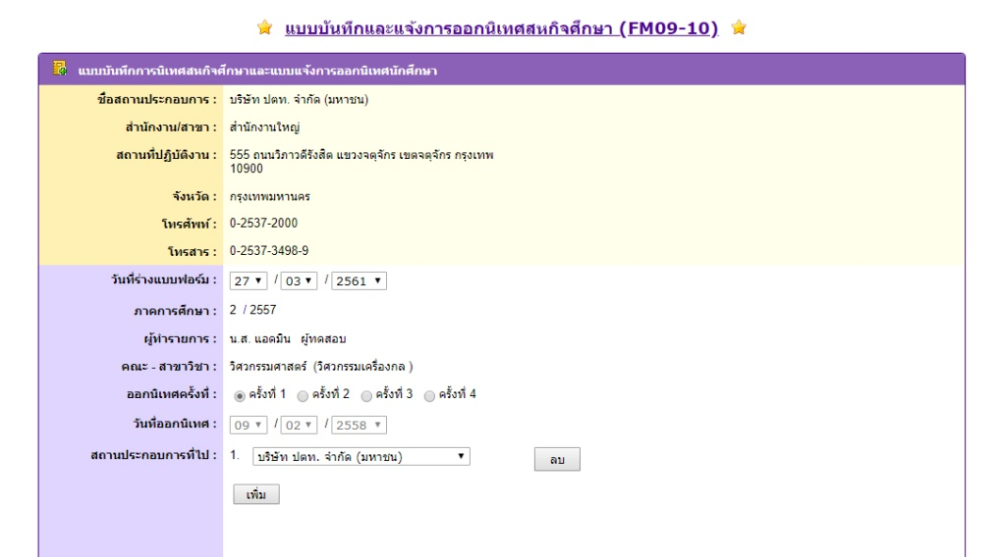 แบบบันทึกและแจ้งการออกนิเทศสหกิจศึกษา (FM09-10)
แบบบันทึกการนิเทศสหกิจศึกษาและแบบแจ้งการออกนิเทศนักศึกษา
ชื่อสถานประกอบการ : บริษัท ปตท. จำกัด (มหาชน)
สำนักงาน/สาขา : สำนักงานใหญ่
สถานที่ปฏิบัติงาน : 555 ถนนวิภาวดีรังสิต แขวงจตุจักร เขตจตุจักร กรุงเทพ
10900
จังหวัด : กรุงเทพมหานคร
โทรศัพท์ : 0-2537-2000
โทรสาร : 0-2537-3498-9
วันที่ร่างแบบฟอร์ม : 27 / 03 / 2561
ภาคการศึกษา : 2 / 2557
ผู้ทำรายการ : น.ส. แอดมิน ผู้ทดสอบ
คณะ - สาขาวิชา : วิศวกรรมศาสตร์ (วิศวกรรมเครื่องกล )
ออกนิเทศครั้งที่ : ครั้งที่ 1 ครั้งที่ 2 ครั้งที่ 3 ครั้งที่ 4
วันที่ออกนิเทศ : 09 / 02 / 2558
สถานประกอบการที่ไป : 1. บริษัท ปตท. จำกัด (มหาชน) ลบ
เพิ่ม